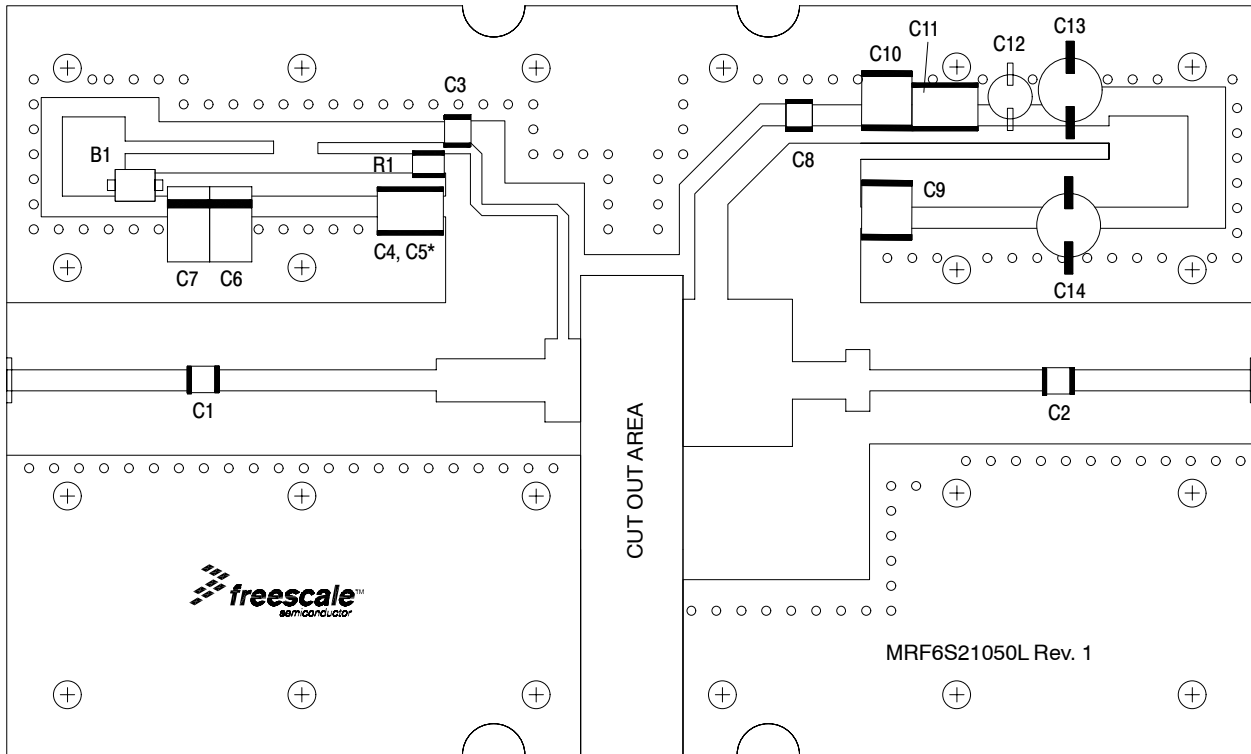 C11
C13
C10
C12
C3
C8
B1
R1
C9
C4, C5*
C7
C6
C14
C1
C2
CUT OUT AREA
freescale™
semiconductor
MRF6S21050L Rev. 1